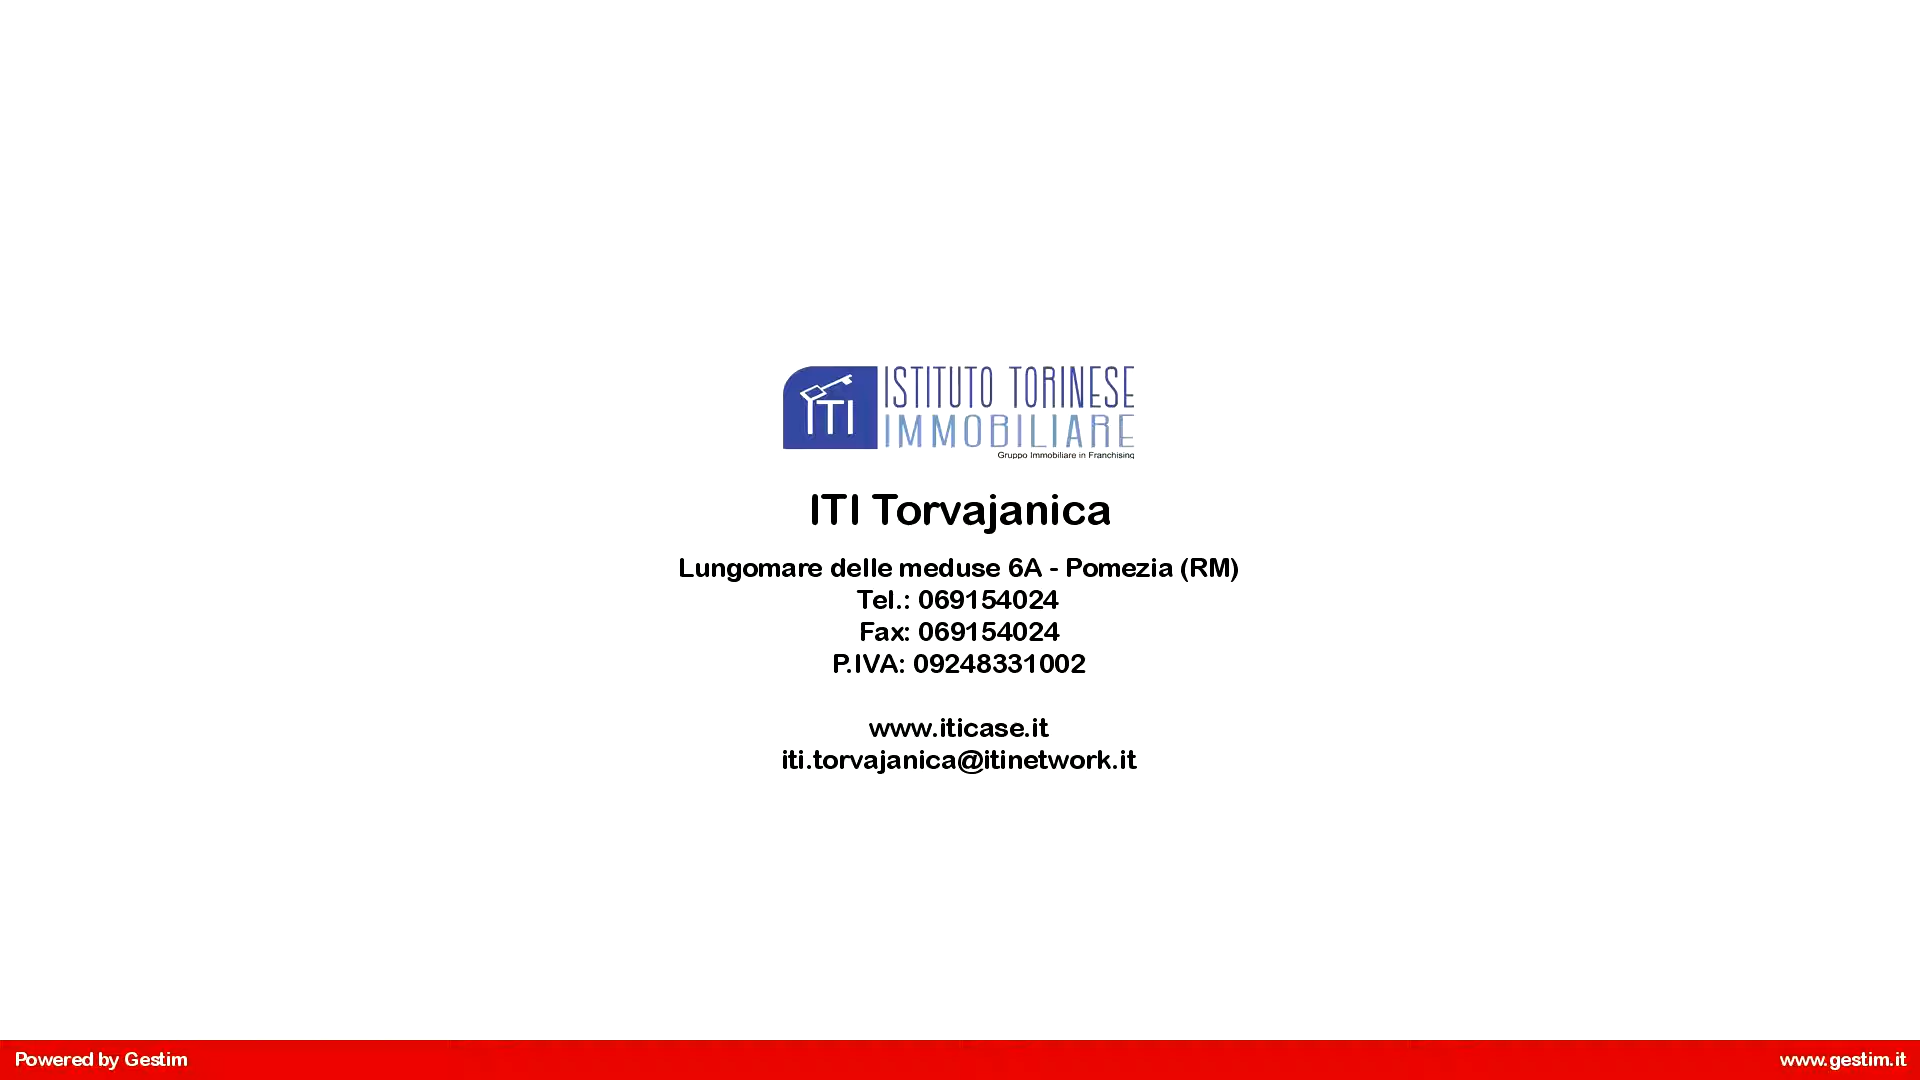 ITI
ISTITUTO TORINESE
IMMOBILIARE
Gruppo Immobiliare in Franchising
ITI Torvajanica
Lungomare delle meduse 6A - Pomezia (RM)
Tel.: 069154024
Fax: 069154024
P.IVA: 09248331002
www.iticase.it
iti.torvajanica@itinetwork.it
Powered by Gestim
www.gestim.it